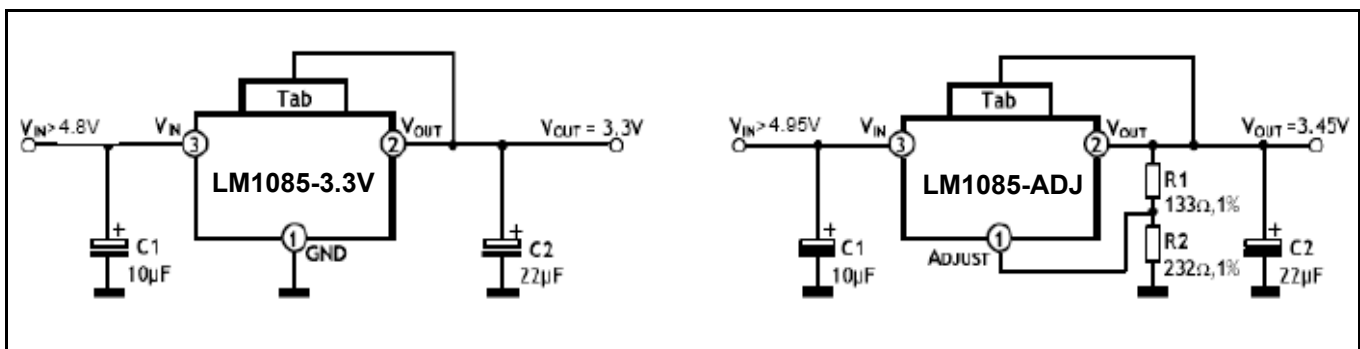 Tab
VIN>4.8V
VIN
3
2
VOUT
VOUT = 3.3V
LM1085-3.3V
+
C1
10µF
1
GND
+
C2
22µF
Tab
VIN>4.95V
VIN
3
2
VOUT
VOUT =3.45V
LM1085-ADJ
R1
133Ω,1%
+
C1
10µF
1
ADJUST
R2
232Ω,1%
+
C2
22µF